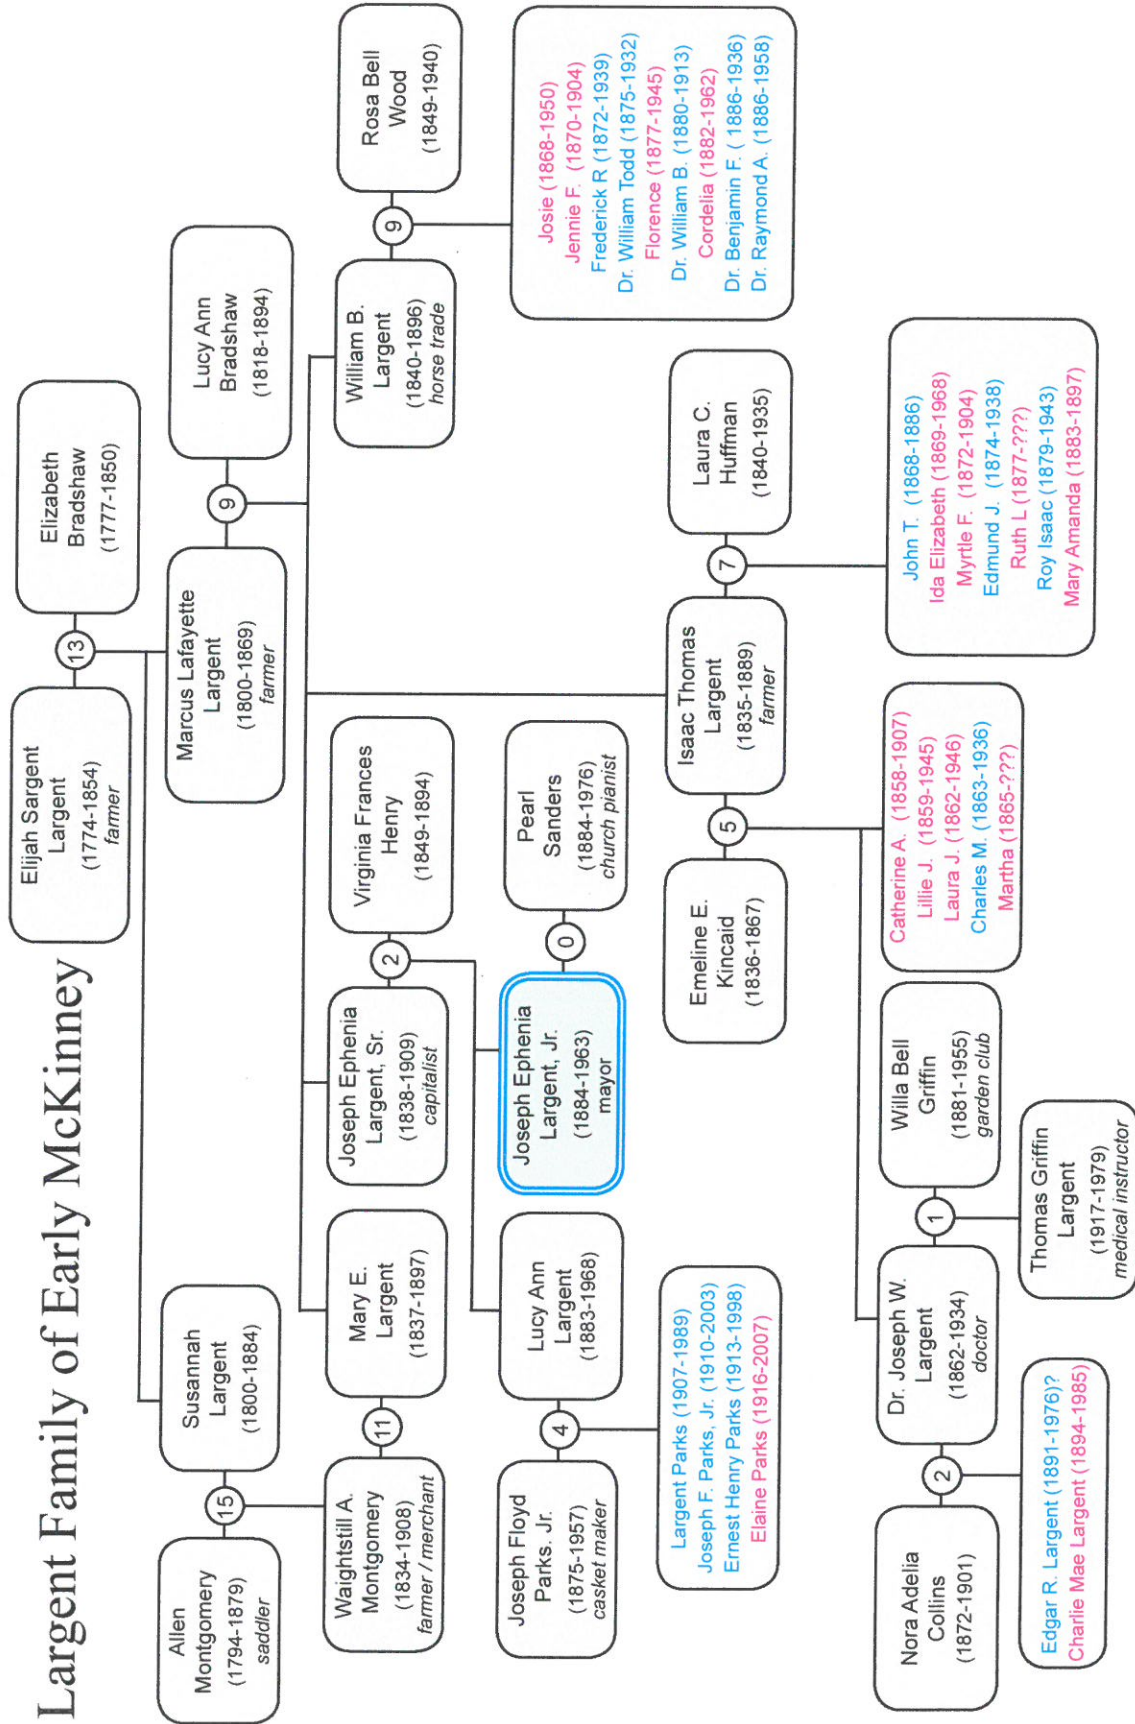 Largent Family of Early McKinney
Elijah Sargent
Largent
(1774-1854)
farmer
13
Elizabeth
Bradshaw
(1777-1850)
Allen
Montgomery
(1794-1879)
saddler
15
Susannah
Largent
(1800-1884)
Marcus Lafayette
Largent
(1800-1869)
farmer
9
Lucy Ann
Bradshaw
(1818-1894)
Waightstill A.
Montgomery
(1834-1908)
farmer / merchant
11
Mary E.
Largent
(1837-1897)
Joseph Ephenia
Largent, Sr.
(1838-1909)
capitalist
2
Virginia Frances
Henry
(1849-1894)
William B.
Largent
(1840-1896)
horse trade
9
Rosa Bell
Wood
(1849-1940)
Joseph Floyd
Parks. Jr.
(1875-1957)
casket maker
4
Lucy Ann
Largent
(1883-1968)
Joseph Ephenia
Largent, Jr.
(1884-1963)
mayor
0
Pearl
Sanders
(1884-1976)
church pianist
Josie (1868-1950)
Jennie F. (1870-1904)
Frederick R (1872-1939)
Dr. William Todd (1875-1932)
Florence (1877-1945)
Dr. William B. (1880-1913)
Cordelia (1882-1962)
Dr. Benjamin F. ( 1886-1936)
Dr. Raymond A. (1886-1958)
Largent Parks (1907-1989)
Joseph F. Parks, Jr. (1910-2003)
Ernest Henry Parks (1913-1998)
Elaine Parks (1916-2007)
Emeline E.
Kincaid
(1836-1867)
5
Isaac Thomas
Largent
(1835-1889)
farmer
7
Laura C.
Huffman
(1840-1935)
Nora Adelia
Collins
(1872-1901)
2
Dr. Joseph W.
Largent
(1862-1934)
doctor
1
Willa Bell
Griffin
(1881-1955)
garden club
Catherine A. (1858-1907)
Lillie J. (1859-1945)
Laura J. (1862-1946)
Charles M. (1863-1936)
Martha (1865-???)
John T. (1868-1886)
Ida Elizabeth (1869-1968)
Myrtle F. (1872-1904)
Edmund J. (1874-1938)
Ruth L (1877-???)
Roy Isaac (1879-1943)
Mary Amanda (1883-1897)
Edgar R. Largent (1891-1976)?
Charlie Mae Largent (1894-1985)
Thomas Griffin
Largent
(1917-1979)
medical instructor